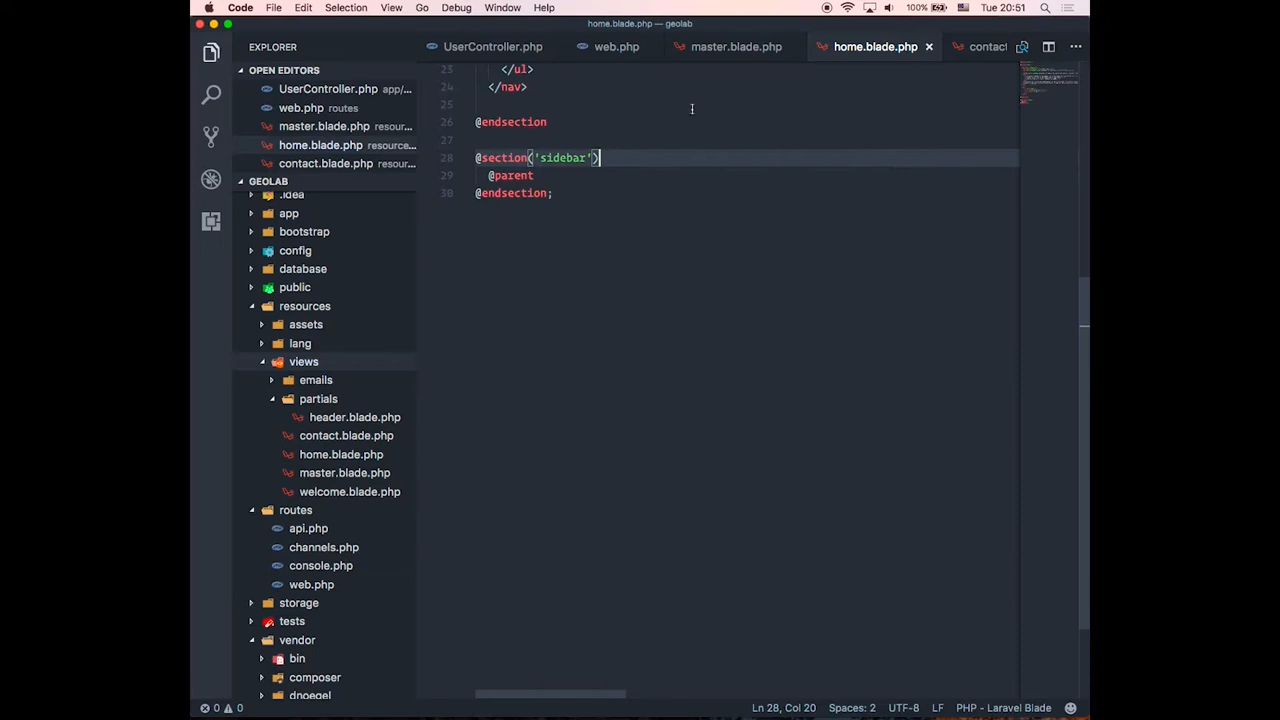 Code File Edit Selection View Go Debug Window Help 100% Tue 20:51
home.blade.php — geolab
EXPLORER
UserController.php web.php master.blade.php home.blade.php × contact
OPEN EDITORS
UserController.php app/...
web.php routes
master.blade.php resour...
home.blade.php resource...
contact.blade.php resour...
GEOLAB
.idea
app
bootstrap
config
database
public
resources
assets
lang
views
emails
partials
header.blade.php
contact.blade.php
home.blade.php
master.blade.php
welcome.blade.php
routes
api.php
channels.php
console.php
web.php
storage
tests
vendor
bin
composer
dnoegel
23 </ul>
24 </nav>
25
26 @endsection
27
28 @section('sidebar')
29 @parent
30 @endsection;
0 0 Ln 28, Col 20 Spaces: 2 UTF-8 LF PHP - Laravel Blade